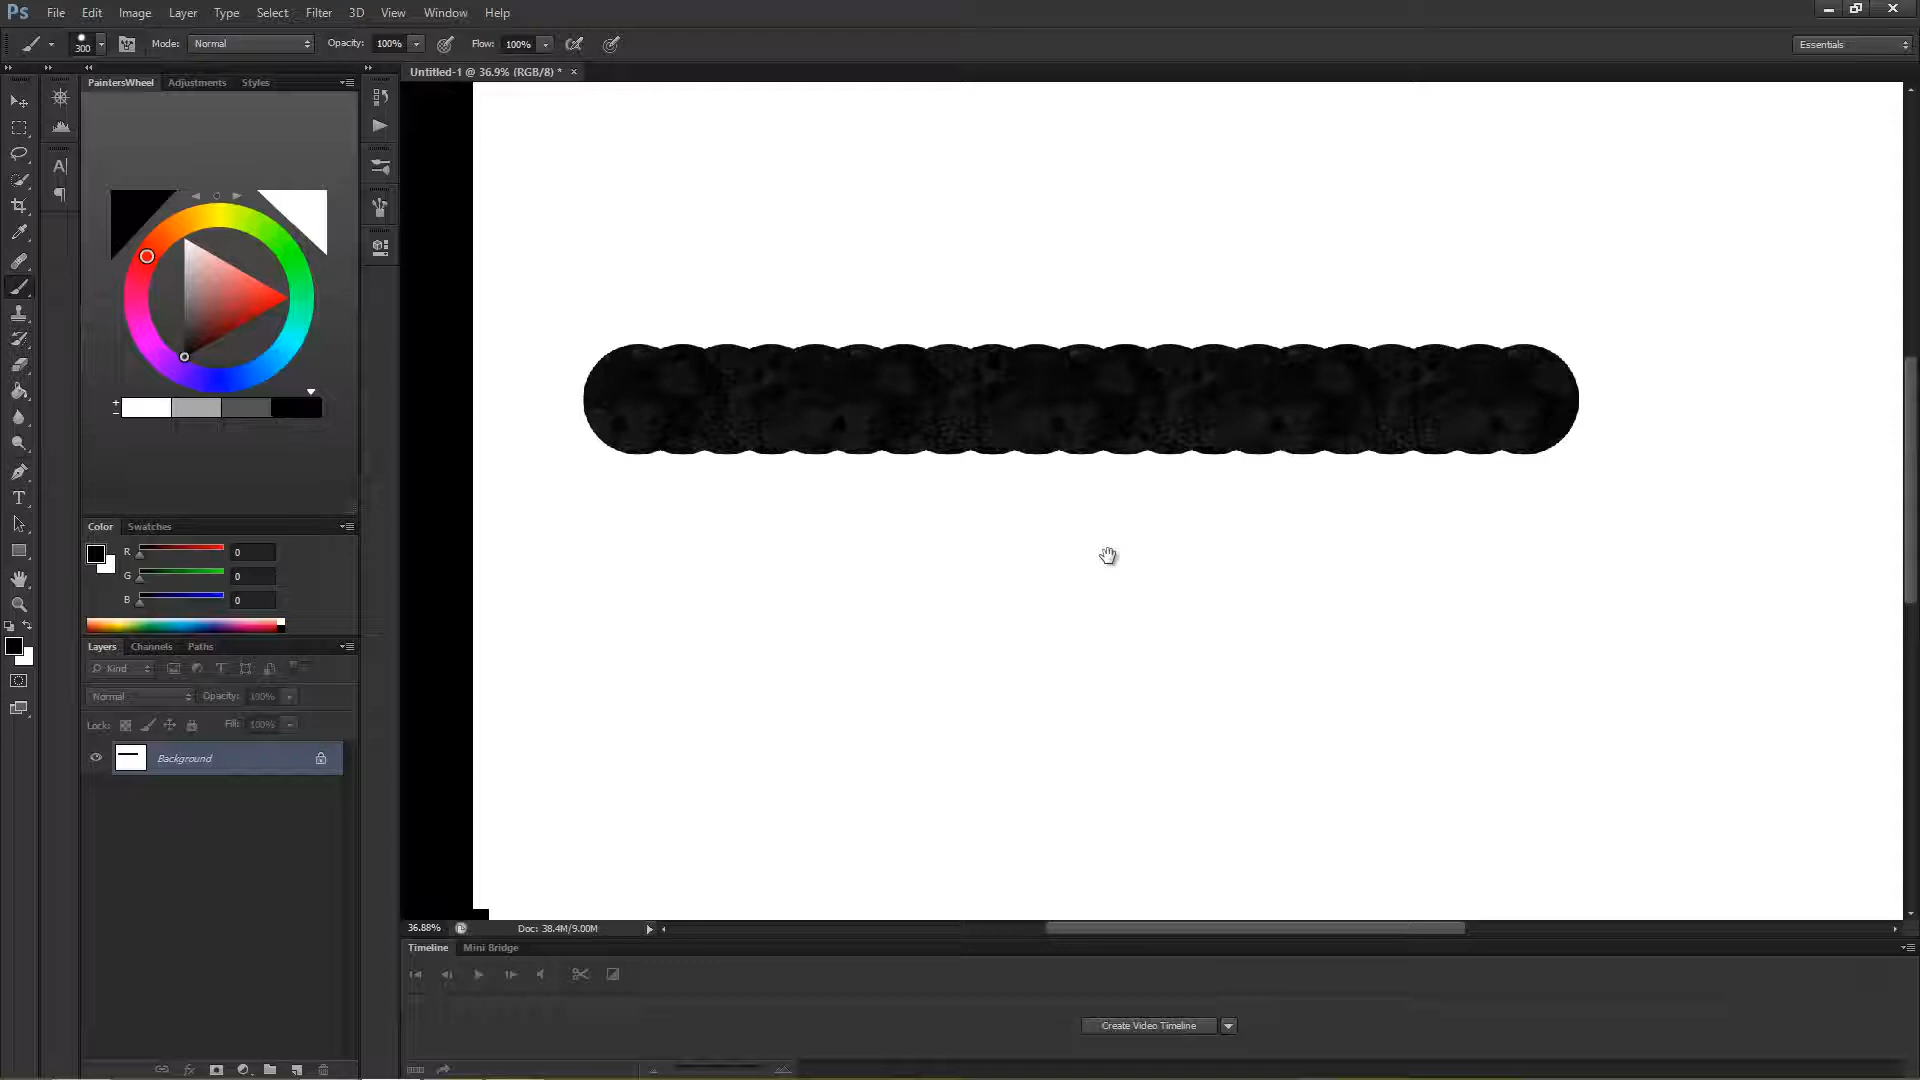 Ps File Edit Image Layer Type Select Filter 3D View Window Help
300 Mode: Normal Opacity: 100% Flow: 100% Essentials
Untitled-1 @ 36.9% (RGB/8) * ×
PaintersWheel Adjustments Styles
A|
Color Swatches
R 0
G 0
B 0
Layers Channels Paths
Kind T
Normal Opacity: 100%
Lock: Fill: 100%
Background
fx
36.88% Doc: 38.4M/9.00M
Timeline Mini Bridge
Create Video Timeline